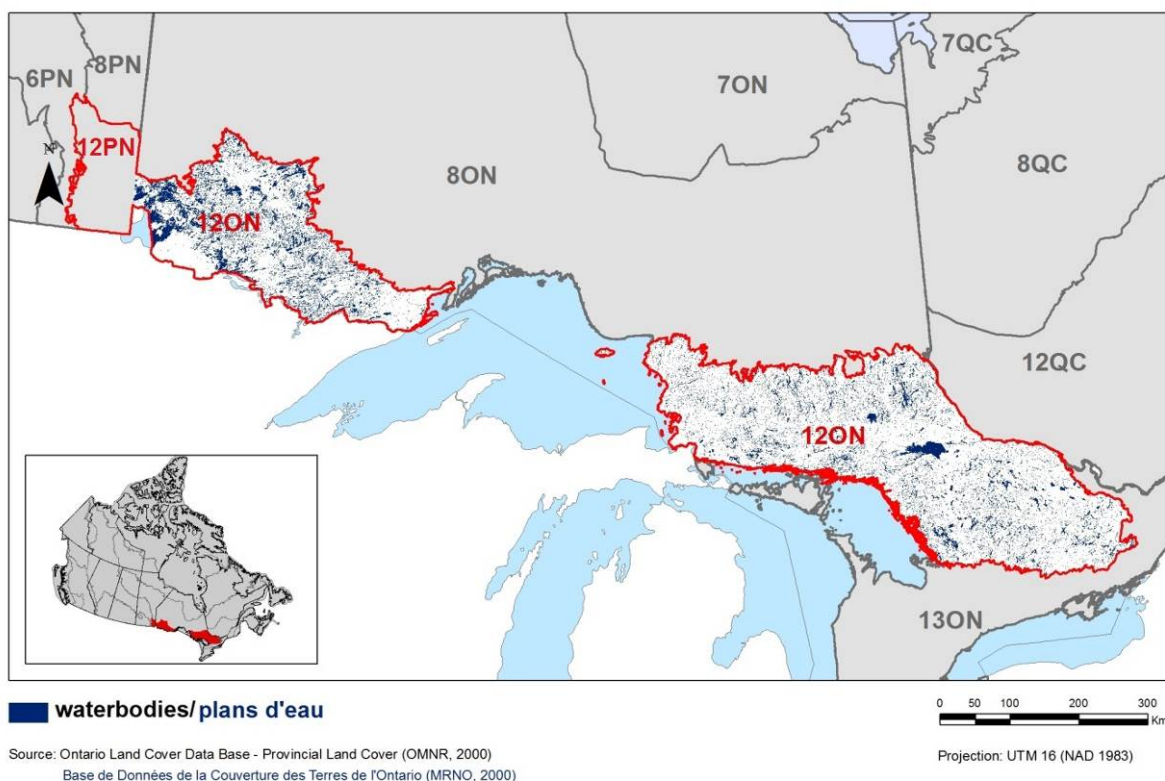 7QC
8PN
6PN
7ON
12PN
N
8QC
8ON
12ON
12QC
12ON
13ON
waterbodies/plans d'eau
0 50 100 200 300
Km
Source: Ontario Land Cover Data Base - Provincial Land Cover (OMNR, 2000)
Projection: UTM 16 (NAD 1983)
Base de Données de la Couverture des Terres de l'Ontario (MRNO, 2000)